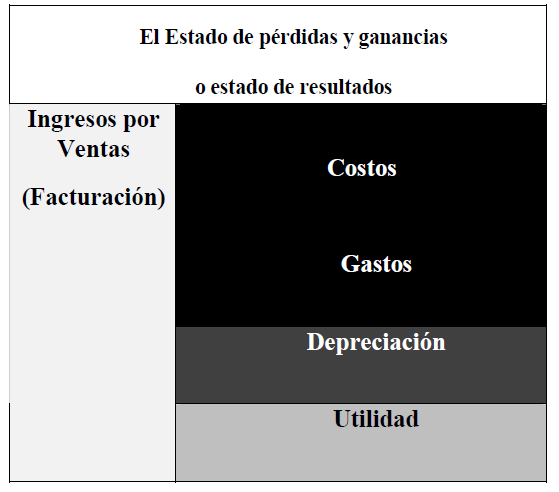 El Estado de pérdidas y ganancias
o estado de resultados
Ingresos por
Ventas
(Facturación)
Costos
Gastos
Depreciación
Utilidad